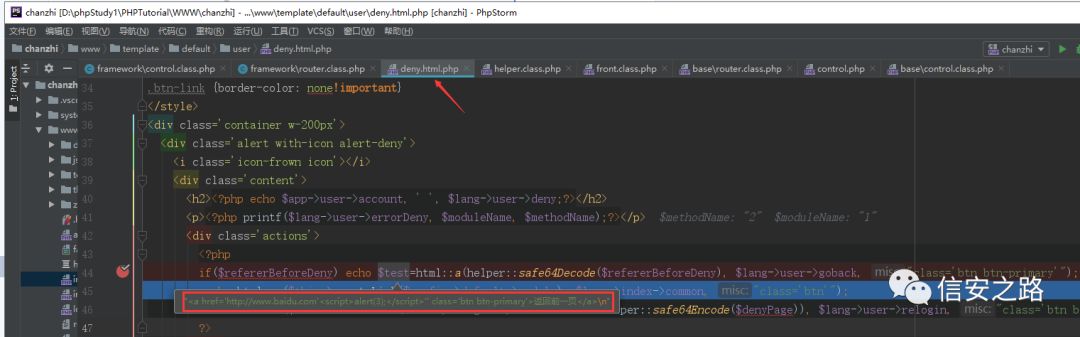 chanzhi [D:\phpStudy1\PHPTutorial\WWW\chanzhi] - ...\www\template\default\user\deny.html.php [chanzhi] - PhpStorm
文件(F) 编辑(E) 视图(V) 导航(N) 代码(C) 重构(R) 运行(U) 工具(T) VCS(S) 窗口(W) 帮助(H)
chanzhi www template default user deny.html.php chanzhi
framework\control.class.php framework\router.class.php deny.html.php helper.class.php front.class.php base\router.class.php control.php base\control.class.php
1: Project
chanzh
.vsc
syste
www
34 .btn-link {border-color: none!important}
35 </style>
36 <div class='container w-200px'>
37 <div class='alert with-icon alert-deny'>
38 <i class='icon-frown icon'></i>
39 <div class='content'>
40 <h2><?php echo $app->user->account, ' ', $lang->user->deny;?></h2>
41 <p><?php printf($lang->user->errorDeny, $moduleName, $methodName);?></p> $methodName: "2" $moduleName: "1"
42 <div class='actions'>
43 <?php
44 if($refererBeforeDeny) echo $test=html::a(helper::safe64Decode($refererBeforeDeny), $lang->user->goback, misc: "class='btn btn-primary'");
index->common, misc: "class='btn'");
"<a href='http://www.baidu.com'<script>alert(3);</script>'' class='btn btn-primary'>返回前一页</a>\n"
46 per::safe64Encode($denyPage)), $lang->user->relogin, misc: "class='btn b
47 ?>
信安之路